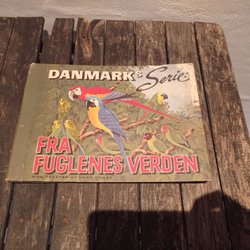 DANMARK Serie
FRA
FUGLENES VERDEN